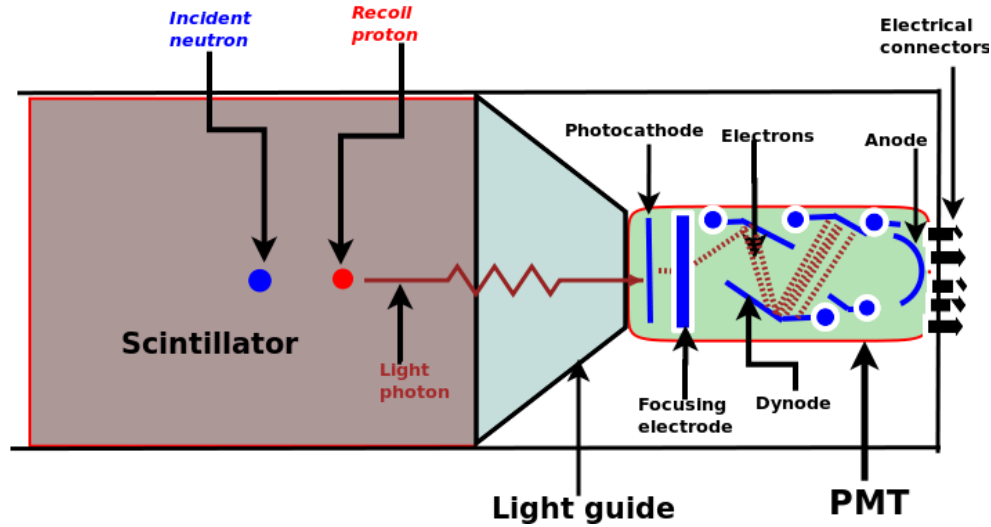 Incident
neutron
Recoil
proton
Electrical
connectors
Photocathode
Electrons
Anode
Scintillator
Light
photon
Focusing
electrode
Dynode
Light guide
PMT